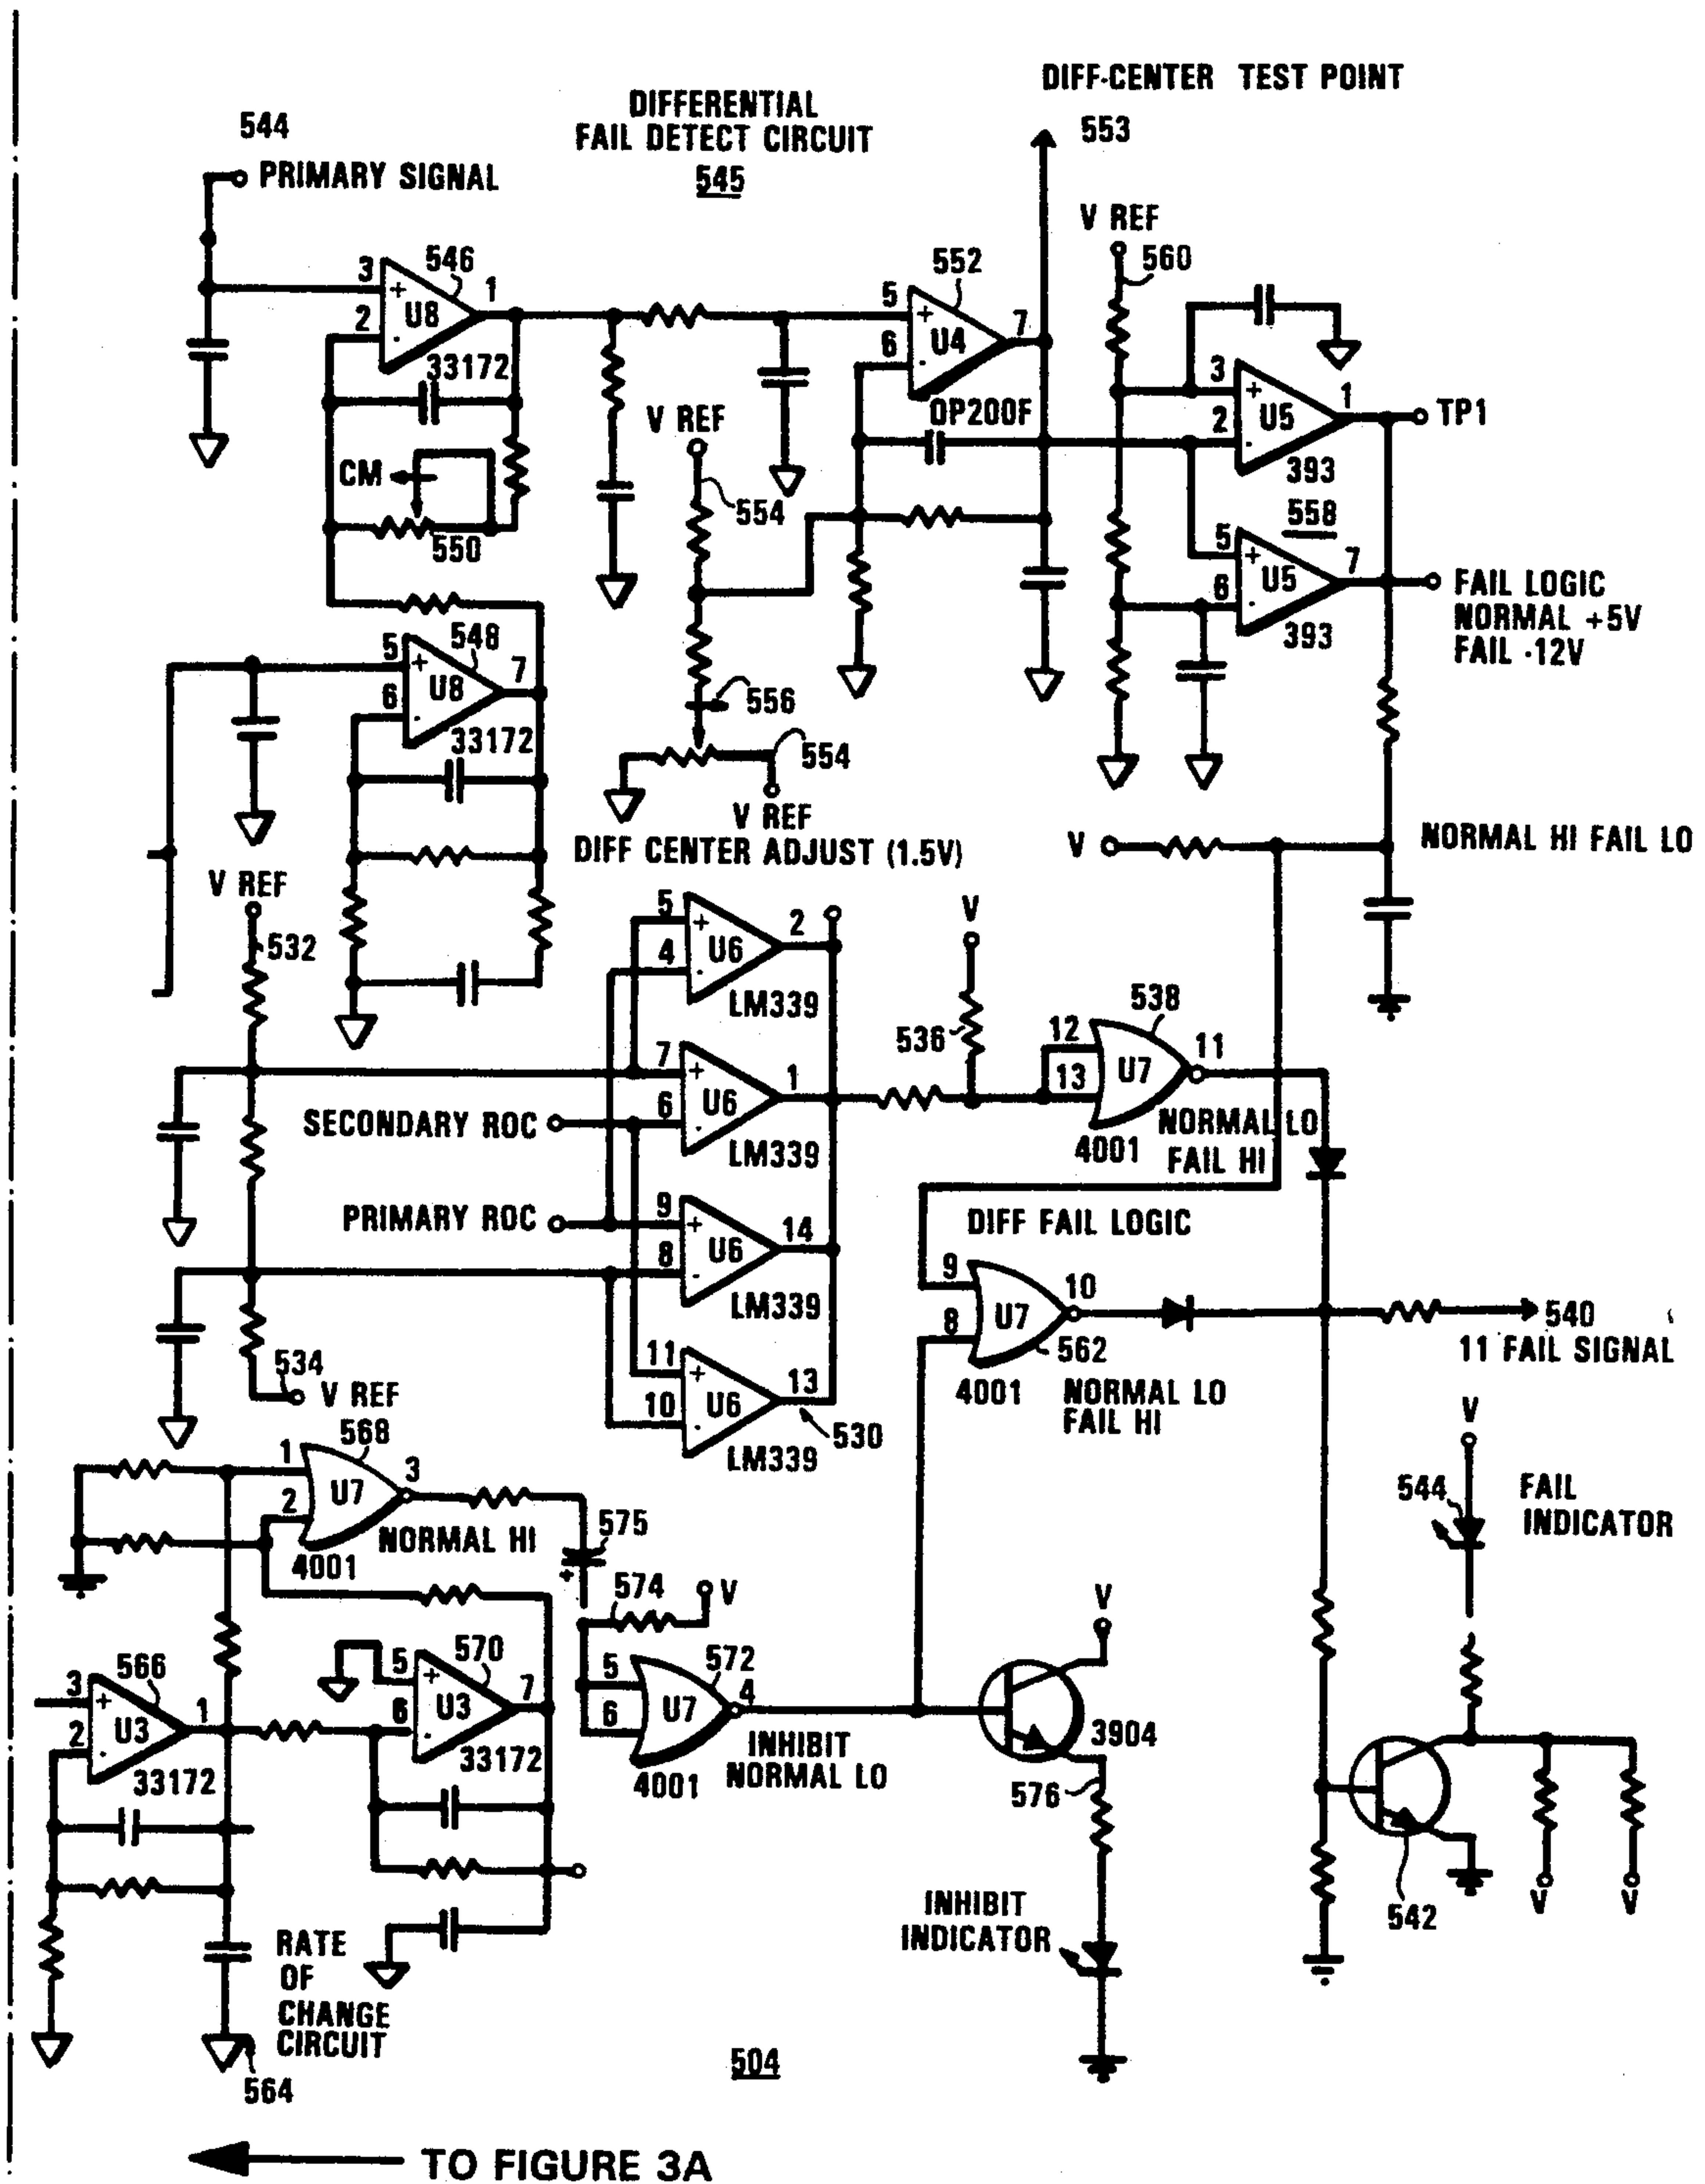 DIFF-CENTER TEST POINT
553
544
PRIMARY SIGNAL
DIFFERENTIAL
FAIL DETECT CIRCUIT
545
V REF
560
3
+
546
1
2
-
U8
33172
5
+
552
7
6
-
U4
OP200F
3
+
1
TP1
2
-
U5
393
558
V REF
554
CM
550
5
+
7
U5
6
-
393
FAIL LOGIC
NORMAL +5V
FAIL -12V
5
+
548
7
6
-
U8
33172
556
554
V REF
DIFF CENTER ADJUST (1.5V)
V
NORMAL HI FAIL LO
V REF
532
5
+
2
4
-
U6
LM339
V
536
538
12
11
13
U7
4001
NORMAL LO
FAIL HI
7
+
1
6
-
U6
LM339
SECONDARY ROC
PRIMARY ROC
9
+
14
8
-
U6
LM339
DIFF FAIL LOGIC
9
10
8
U7
562
4001
NORMAL LO
FAIL HI
540
11 FAIL SIGNAL
534
V REF
11
+
13
10
-
U6
LM339
530
568
1
3
2
U7
4001
NORMAL HI
575
+
574
V
V
544
FAIL
INDICATOR
3
+
566
1
2
-
U3
33172
5
+
570
7
6
-
U3
33172
5
572
4
6
U7
4001
INHIBIT
NORMAL LO
V
3904
576
542
V
V
INHIBIT
INDICATOR
RATE
OF
CHANGE
CIRCUIT
564
504
TO FIGURE 3A